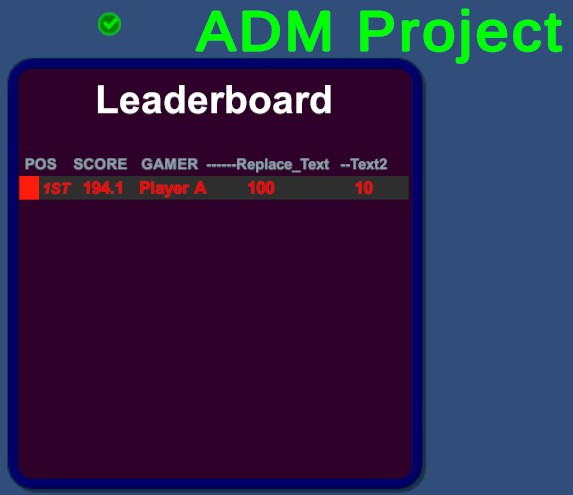 ADM Project
Leaderboard
POS SCORE GAMER ------Replace_Text --Text2
1ST 194.1 Player A 100 10